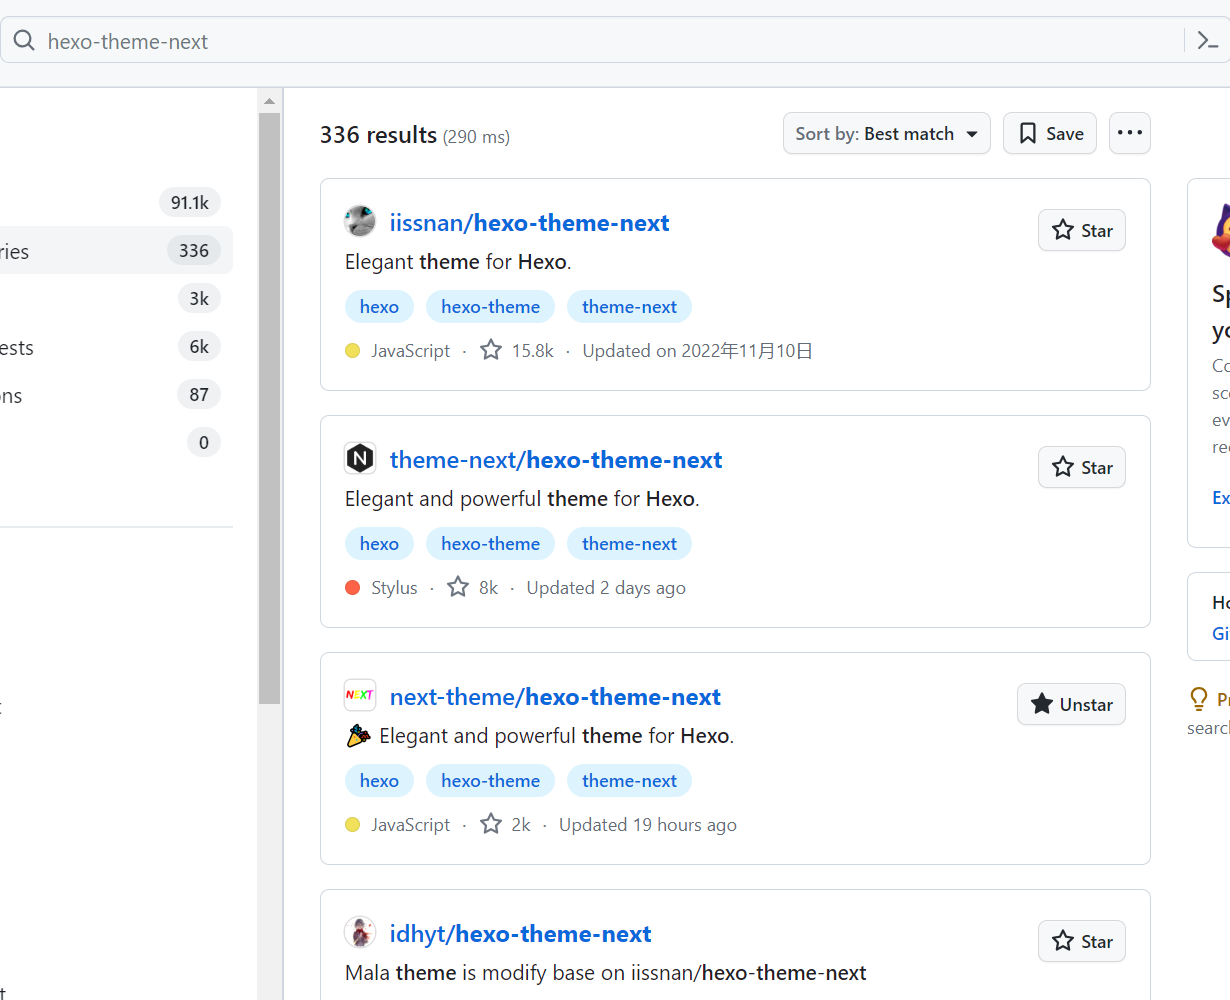 hexo-theme-next
91.1k
ries 336
3k
ests 6k
ons 87
0
336 results (290 ms)
Sort by: Best match
Save
iissnan/hexo-theme-next
Star
Elegant theme for Hexo.
hexo hexo-theme theme-next
JavaScript · 15.8k · Updated on 2022年11月10日
theme-next/hexo-theme-next
Star
Elegant and powerful theme for Hexo.
hexo hexo-theme theme-next
Stylus · 8k · Updated 2 days ago
NEXT
next-theme/hexo-theme-next
Unstar
Elegant and powerful theme for Hexo.
hexo hexo-theme theme-next
JavaScript · 2k · Updated 19 hours ago
idhyt/hexo-theme-next
Star
Mala theme is modify base on iissnan/hexo-theme-next
Sp
yo
Co
sc
ev
re
Ex
Ho
Gi
Pr
searc